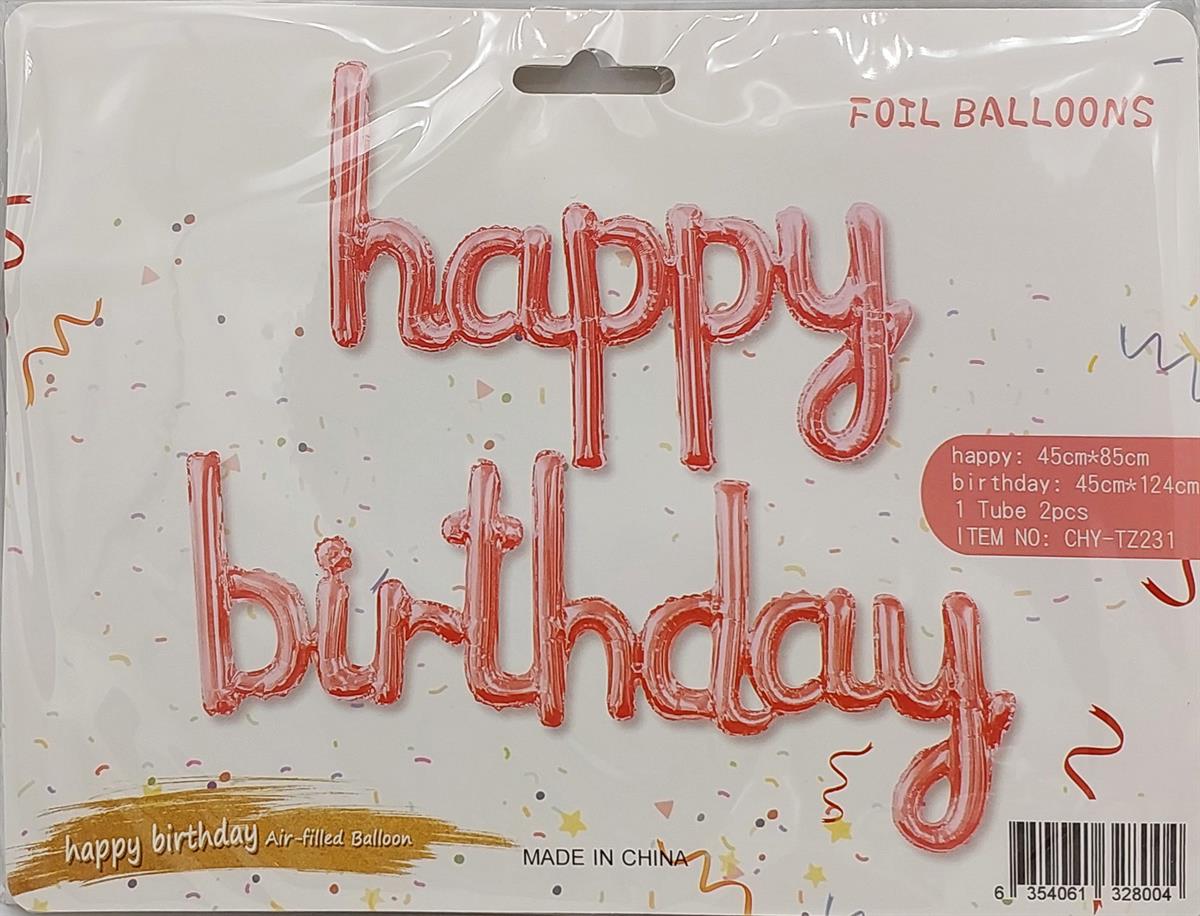 FOIL BALLOONS
happy
birthday
happy: 45cm*85cm
birthday: 45cm*124cm
1 Tube 2pcs
ITEM NO: CHY-TZ231
happy birthday Air-filled Balloon
MADE IN CHINA
6 354061 328004